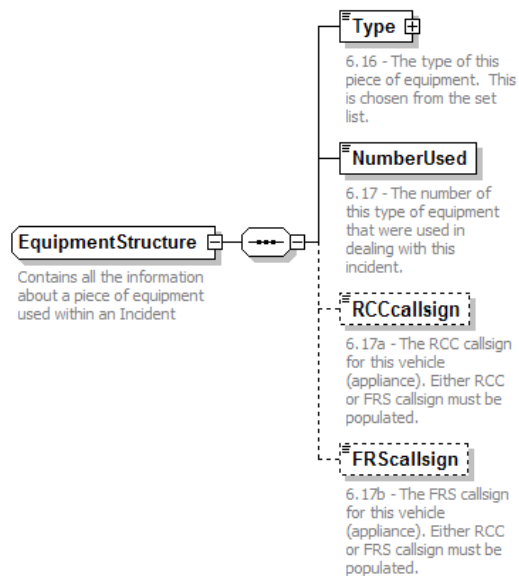 Type
6.16 - The type of this
piece of equipment.  This
is chosen from the set
list.
NumberUsed
6.17 - The number of
this type of equipment
that were used in
dealing with this
incident.
EquipmentStructure
Contains all the information
about a piece of equipment
used within an Incident
RCCcallsign
6.17a - The RCC callsign
for this vehicle
(appliance). Either RCC
or FRS callsign must be
populated.
FRScallsign
6.17b - The FRS callsign
for this vehicle
(appliance). Either RCC
or FRS callsign must be
populated.